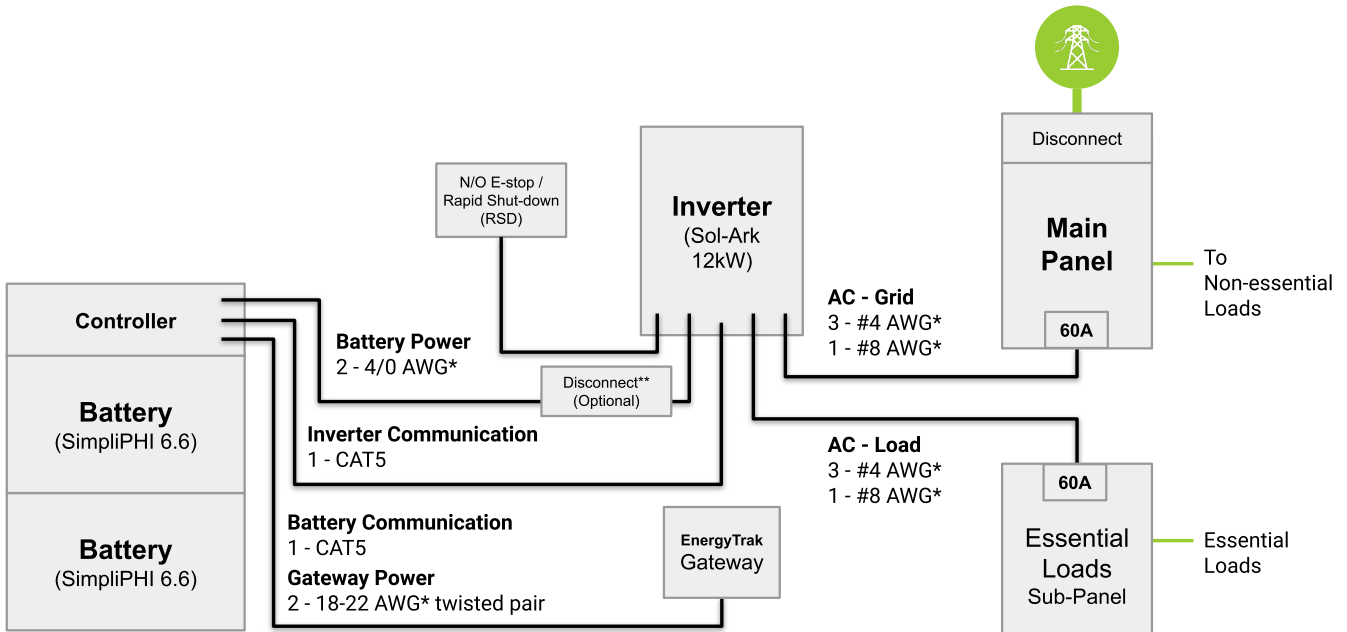 Disconnect
N/O E-stop /
Rapid Shut-down
(RSD)
Inverter
(Sol-Ark
12kW)
Main
Panel
To
Non-essential
Loads
60A
AC - Grid
3 - #4 AWG*
1 - #8 AWG*
Controller
Battery Power
2 - 4/0 AWG*
Disconnect**
(Optional)
Battery
(SimpliPHI 6.6)
Inverter Communication
1 - CAT5
AC - Load
3 - #4 AWG*
1 - #8 AWG*
60A
Essential
Loads
Sub-Panel
Essential
Loads
Battery
(SimpliPHI 6.6)
Battery Communication
1 - CAT5
Gateway Power
2 - 18-22 AWG* twisted pair
EnergyTrak
Gateway